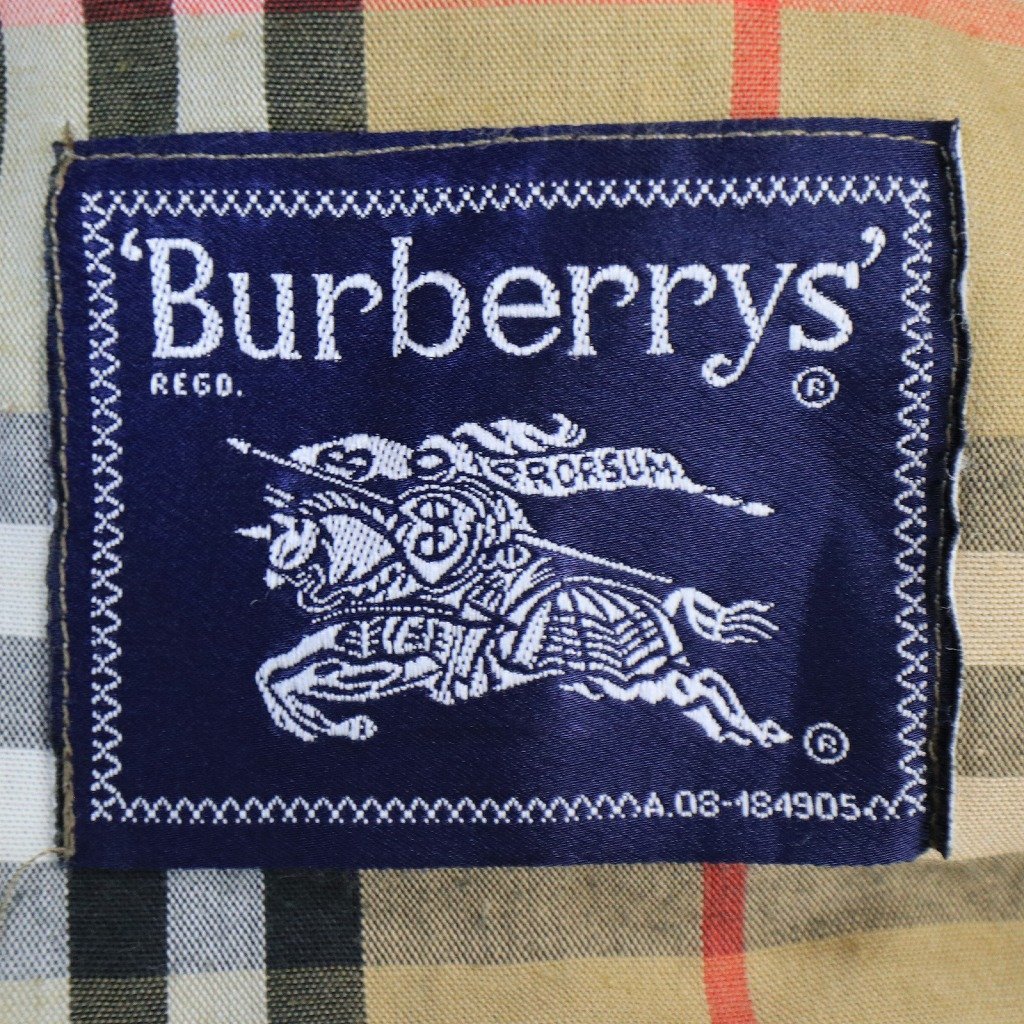 ‘Burberrys’
REGD. ®
PRORSUM
®
A.08-184905